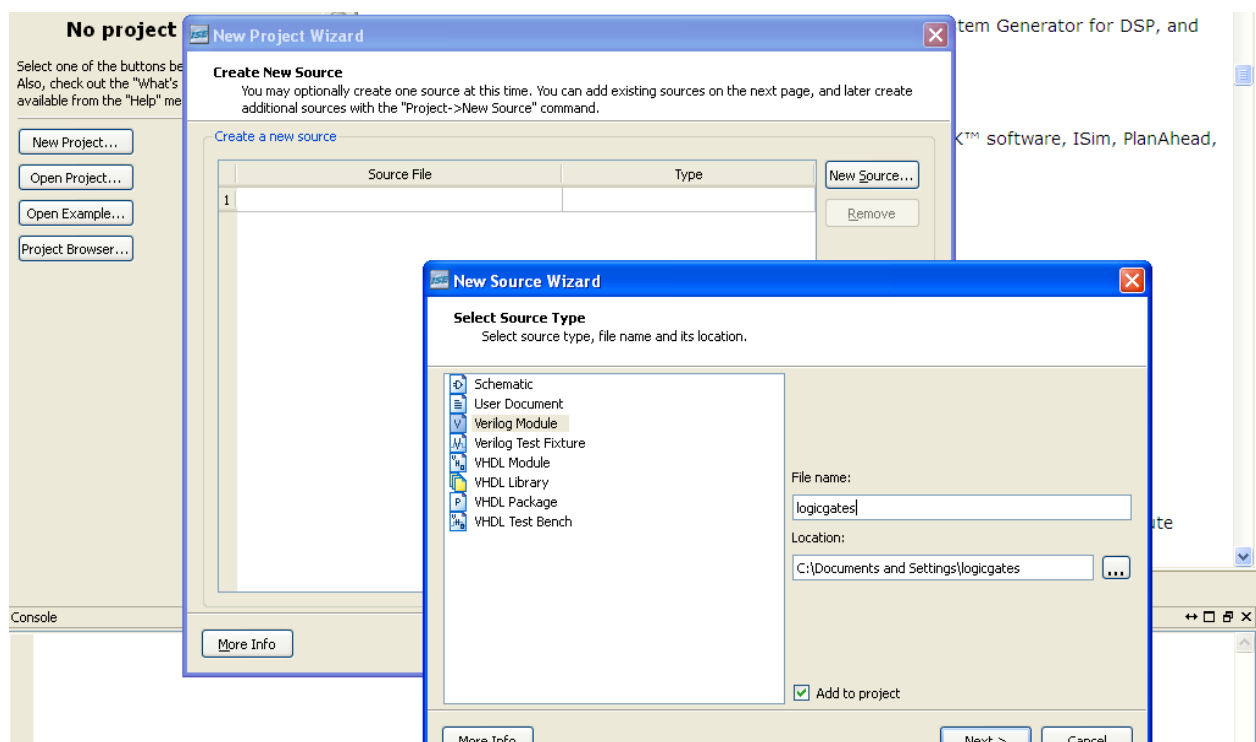 No project
Select one of the buttons be
Also, check out the "What's
available from the "Help" me
New Project...
Open Project...
Open Example...
Project Browser...
tem Generator for DSP, and
K™ software, ISim, PlanAhead,
ute
ISE New Project Wizard
Create New Source
You may optionally create one source at this time. You can add existing sources on the next page, and later create
additional sources with the "Project->New Source" command.
Create a new source
Source File Type
1
New Source...
Remove
More Info
ISE New Source Wizard
Select Source Type
Select source type, file name and its location.
Schematic
User Document
Verilog Module
Verilog Test Fixture
VHDL Module
VHDL Library
VHDL Package
VHDL Test Bench
File name:
logicgates
Location:
C:\Documents and Settings\logicgates
...
Add to project
More Info
Next >
Cancel
Console